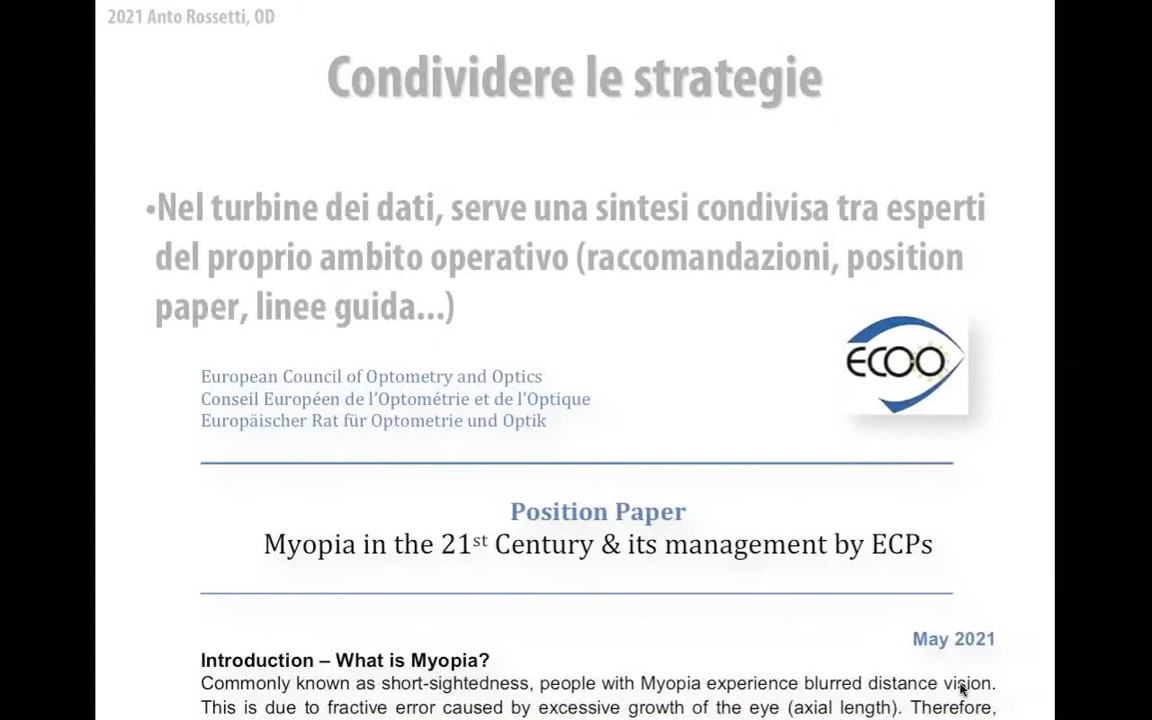 2021 Anto Rossetti, OD
Condividere le strategie
•Nel turbine dei dati, serve una sintesi condivisa tra esperti
del proprio ambito operativo (raccomandazioni, position
paper, linee guida...)
ECOO
European Council of Optometry and Optics
Conseil Européen de l'Optométrie et de l'Optique
Europäischer Rat für Optometrie und Optik
Position Paper
Myopia in the 21st Century & its management by ECPs
May 2021
Introduction – What is Myopia?
Commonly known as short-sightedness, people with Myopia experience blurred distance vision.
This is due to fractive error caused by excessive growth of the eye (axial length). Therefore,